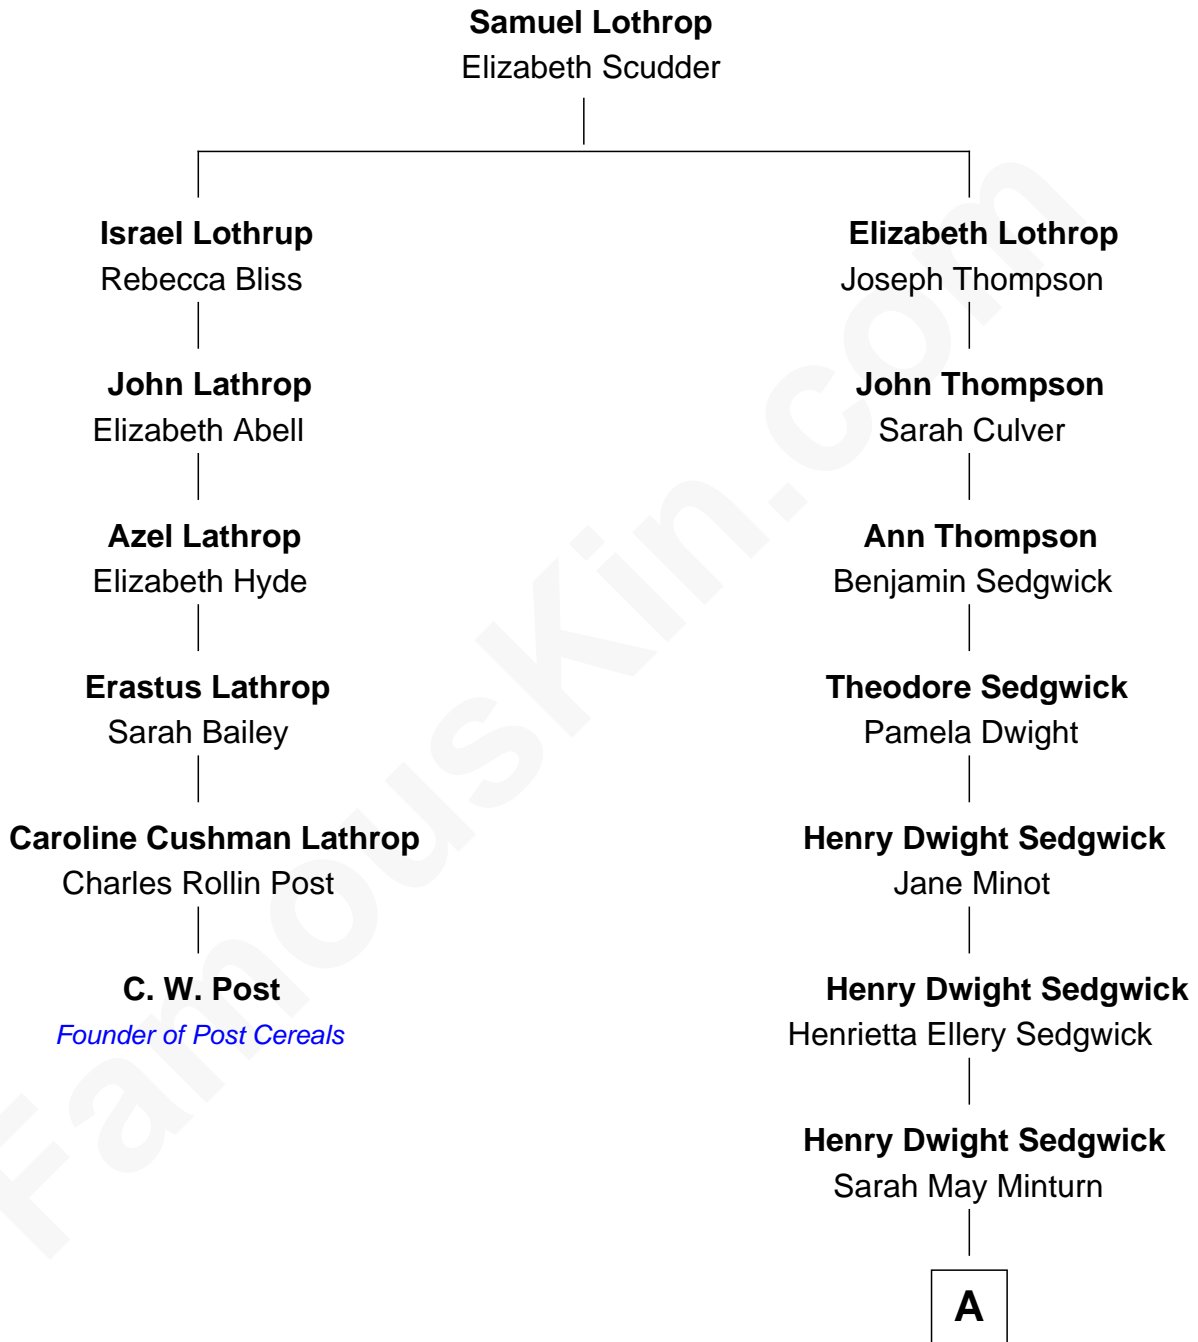 Samuel Lothrop
Elizabeth Scudder
Israel Lothrup
Rebecca Bliss
John Lathrop
Elizabeth Abell
Azel Lathrop
Elizabeth Hyde
Erastus Lathrop
Sarah Bailey
Caroline Cushman Lathrop
Charles Rollin Post
C. W. Post
Founder of Post Cereals
Elizabeth Lothrop
Joseph Thompson
John Thompson
Sarah Culver
Ann Thompson
Benjamin Sedgwick
Theodore Sedgwick
Pamela Dwight
Henry Dwight Sedgwick
Jane Minot
Henry Dwight Sedgwick
Henrietta Ellery Sedgwick
Henry Dwight Sedgwick
Sarah May Minturn
A
FamousKin.com